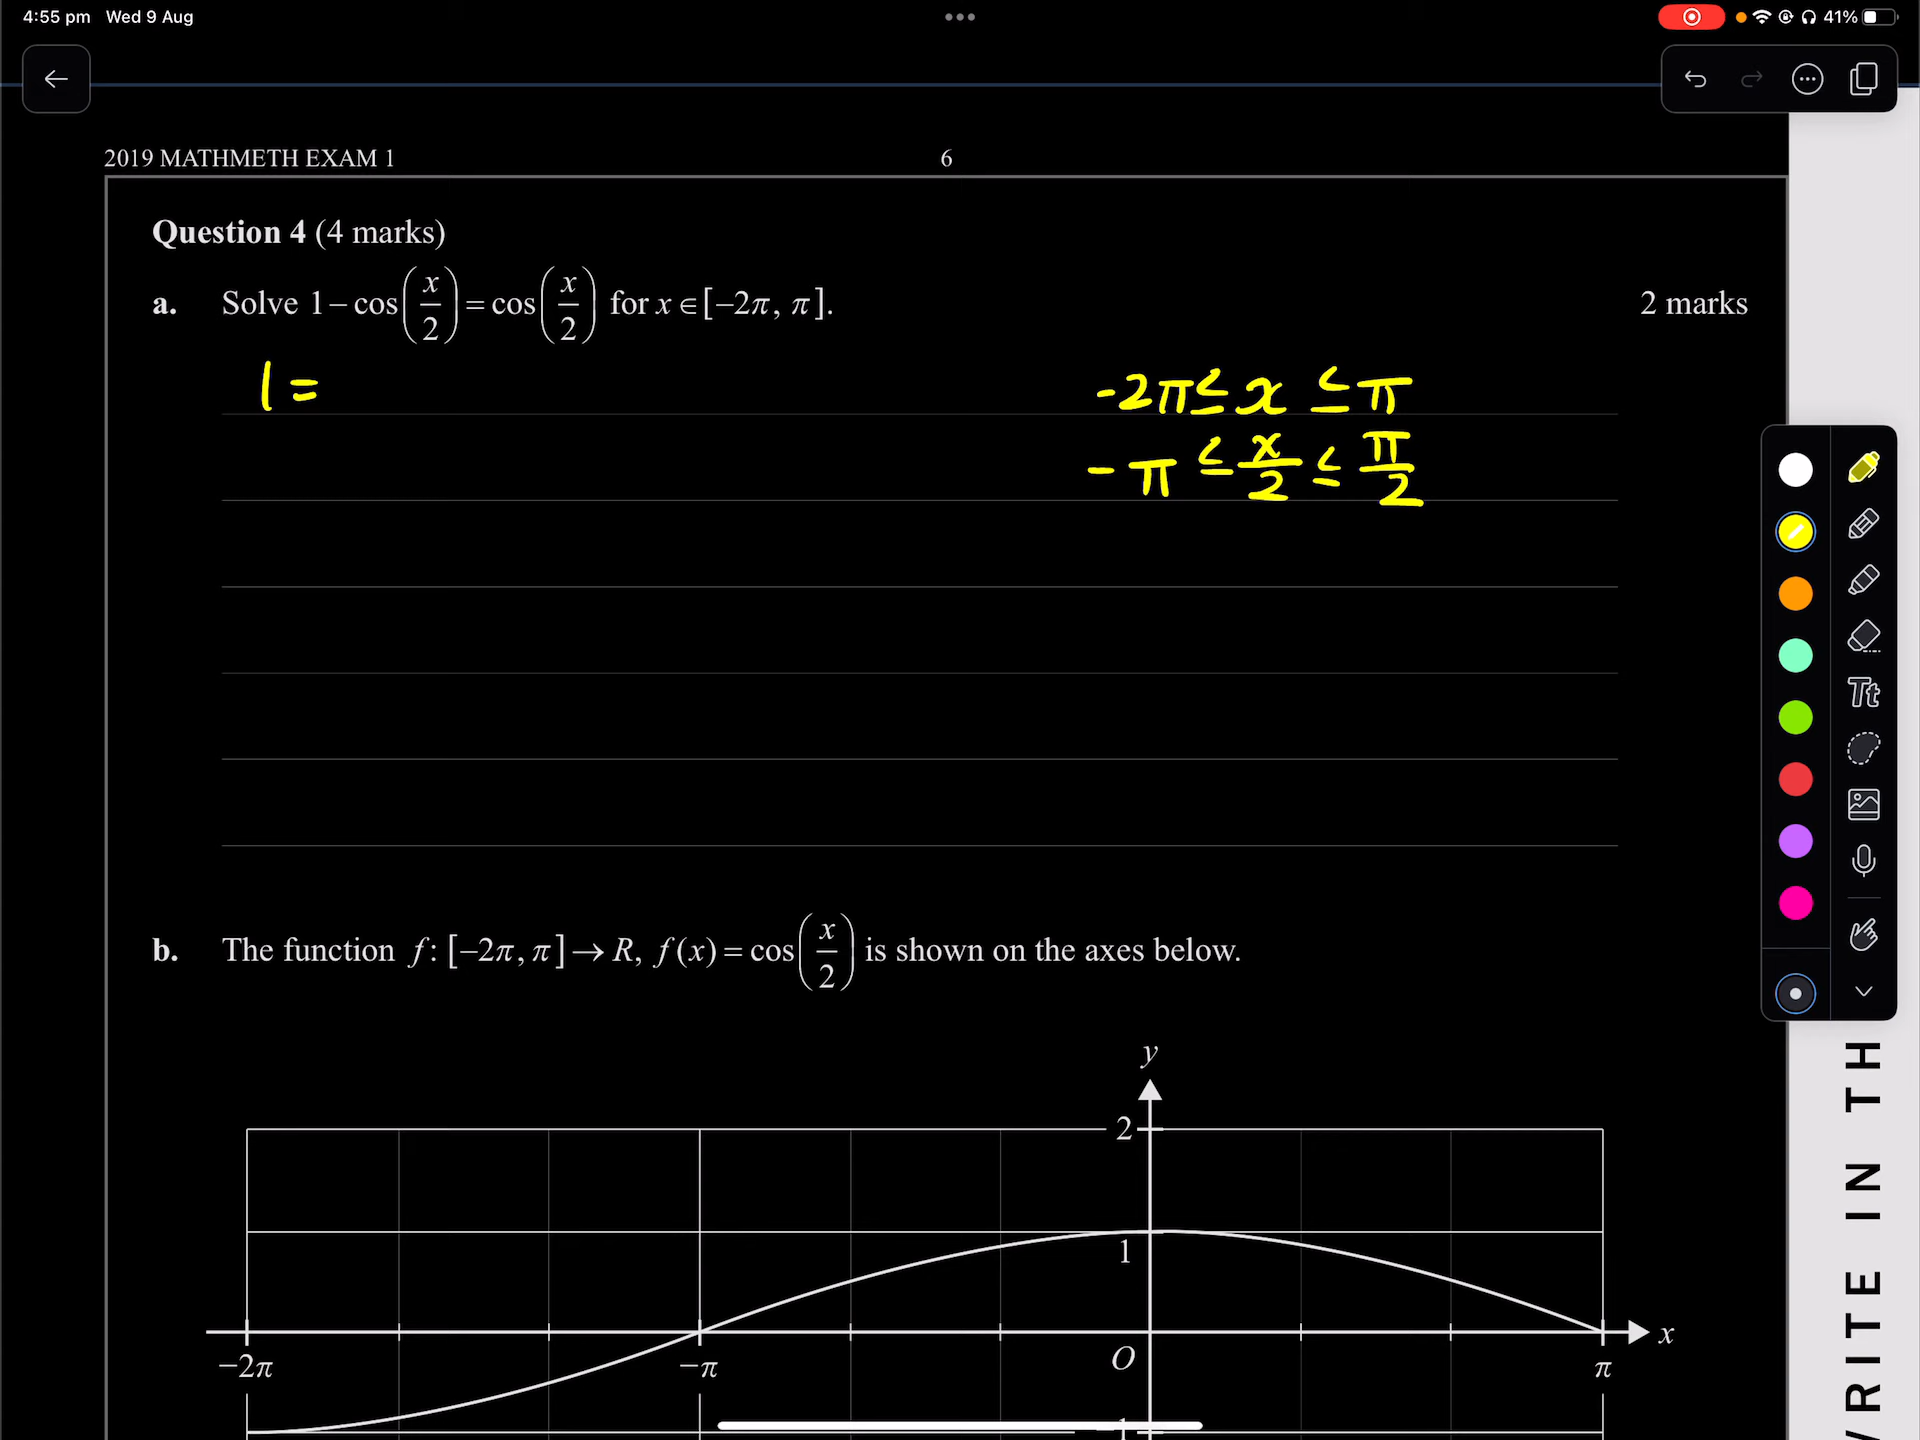 4:55 pm Wed 9 Aug
41%
2019 MATHMETH EXAM 1 6
Question 4 (4 marks)
a. Solve 1 − cos(x/2) = cos(x/2) for x ∈ [−2π, π]. 2 marks
1 =
-2π ≤ x ≤ π
-π ≤ x/2 ≤ π/2
Tt
b. The function f: [−2π, π] → R, f(x) = cos(x/2) is shown on the axes below.
y
2
1
x
−2π −π O π
−1
RITE IN TH